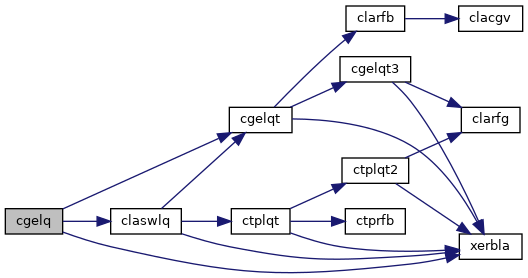 clarfb
clacgv
cgelqt3
cgelqt
clarfg
ctplqt2
cgelq
claswlq
ctplqt
ctprfb
xerbla